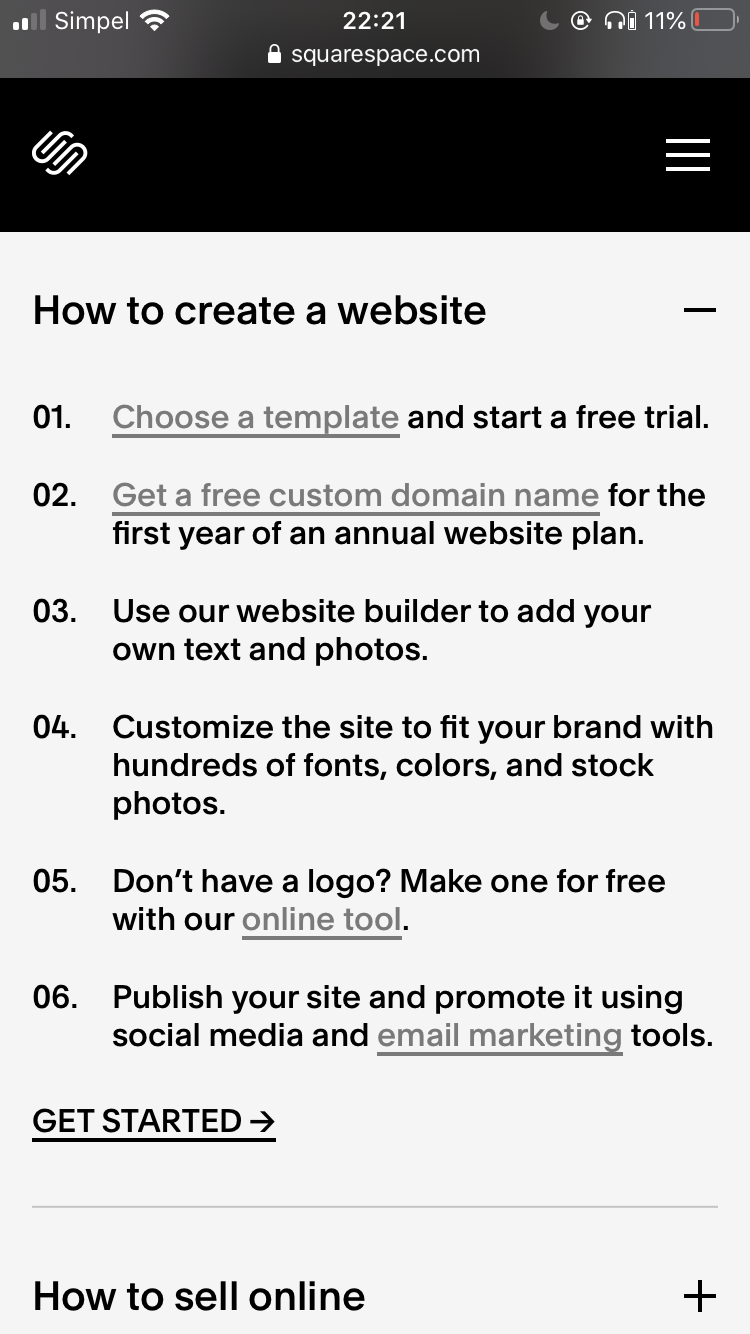 Simpel 22:21 11%
squarespace.com
How to create a website
01. Choose a template and start a free trial.
02. Get a free custom domain name for the
first year of an annual website plan.
03. Use our website builder to add your
own text and photos.
04. Customize the site to fit your brand with
hundreds of fonts, colors, and stock
photos.
05. Don’t have a logo? Make one for free
with our online tool.
06. Publish your site and promote it using
social media and email marketing tools.
GET STARTED →
How to sell online